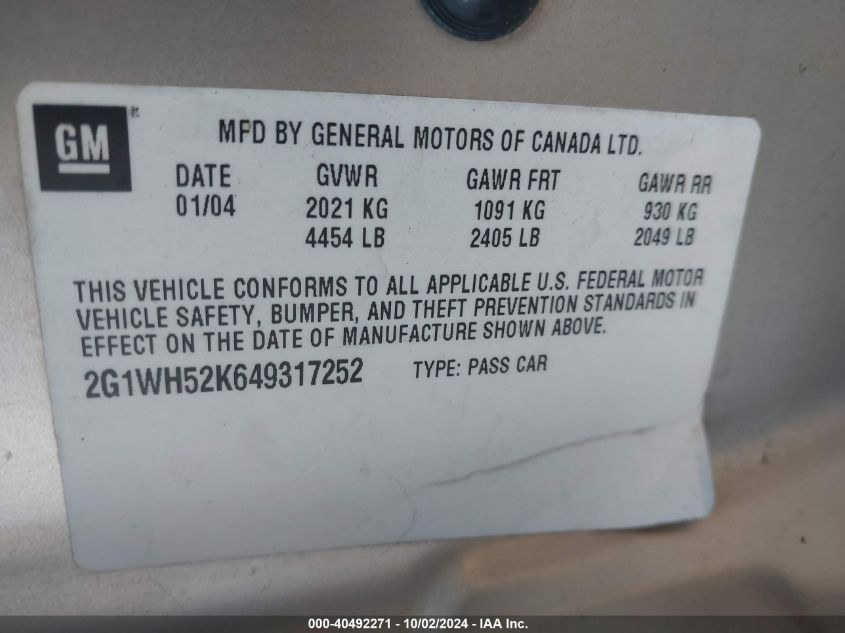 GM®
MFD BY GENERAL MOTORS OF CANADA LTD.
DATE GVWR GAWR FRT GAWR RR
01/04 2021 KG 1091 KG 930 KG
4454 LB 2405 LB 2049 LB
THIS VEHICLE CONFORMS TO ALL APPLICABLE U.S. FEDERAL MOTOR
VEHICLE SAFETY, BUMPER, AND THEFT PREVENTION STANDARDS IN
EFFECT ON THE DATE OF MANUFACTURE SHOWN ABOVE.
2G1WH52K649317252 TYPE: PASS CAR
000-40492271 - 10/02/2024 - IAA Inc.